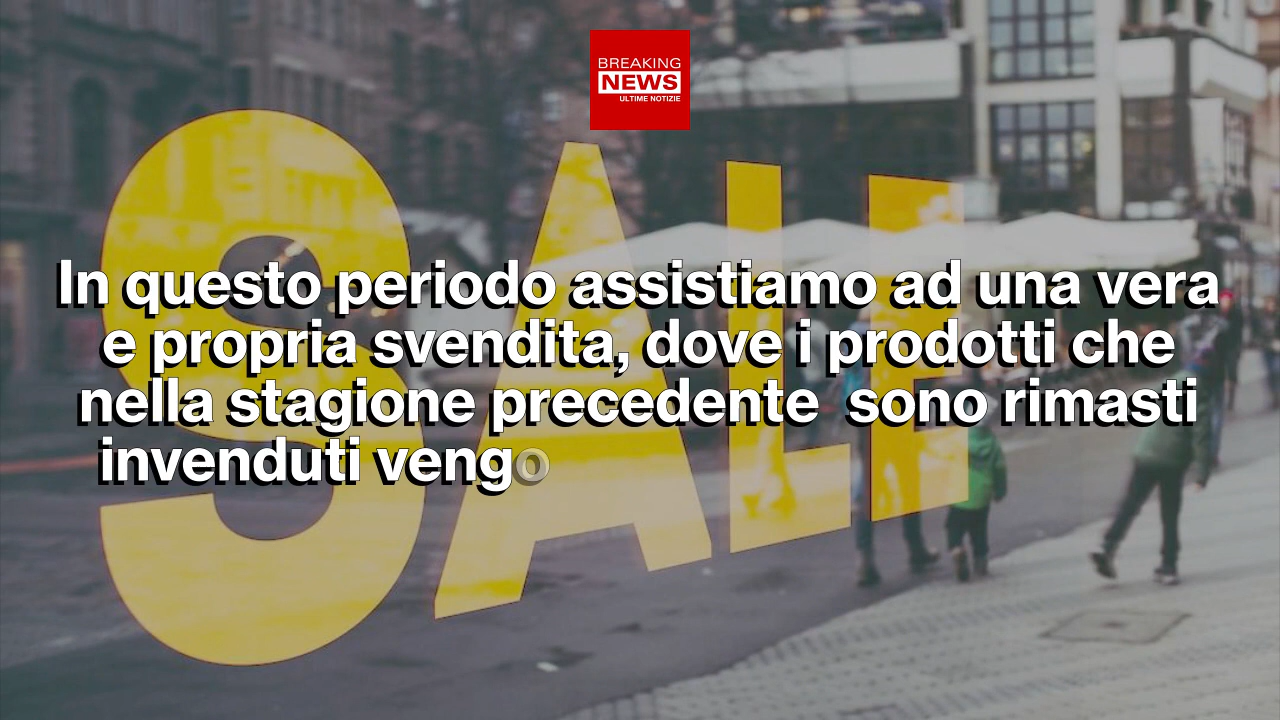 BREAKING
NEWS
ULTIME NOTIZIE
SALE
In questo periodo assistiamo ad una vera
e propria svendita, dove i prodotti che
nella stagione precedente  sono rimasti
invenduti vengo